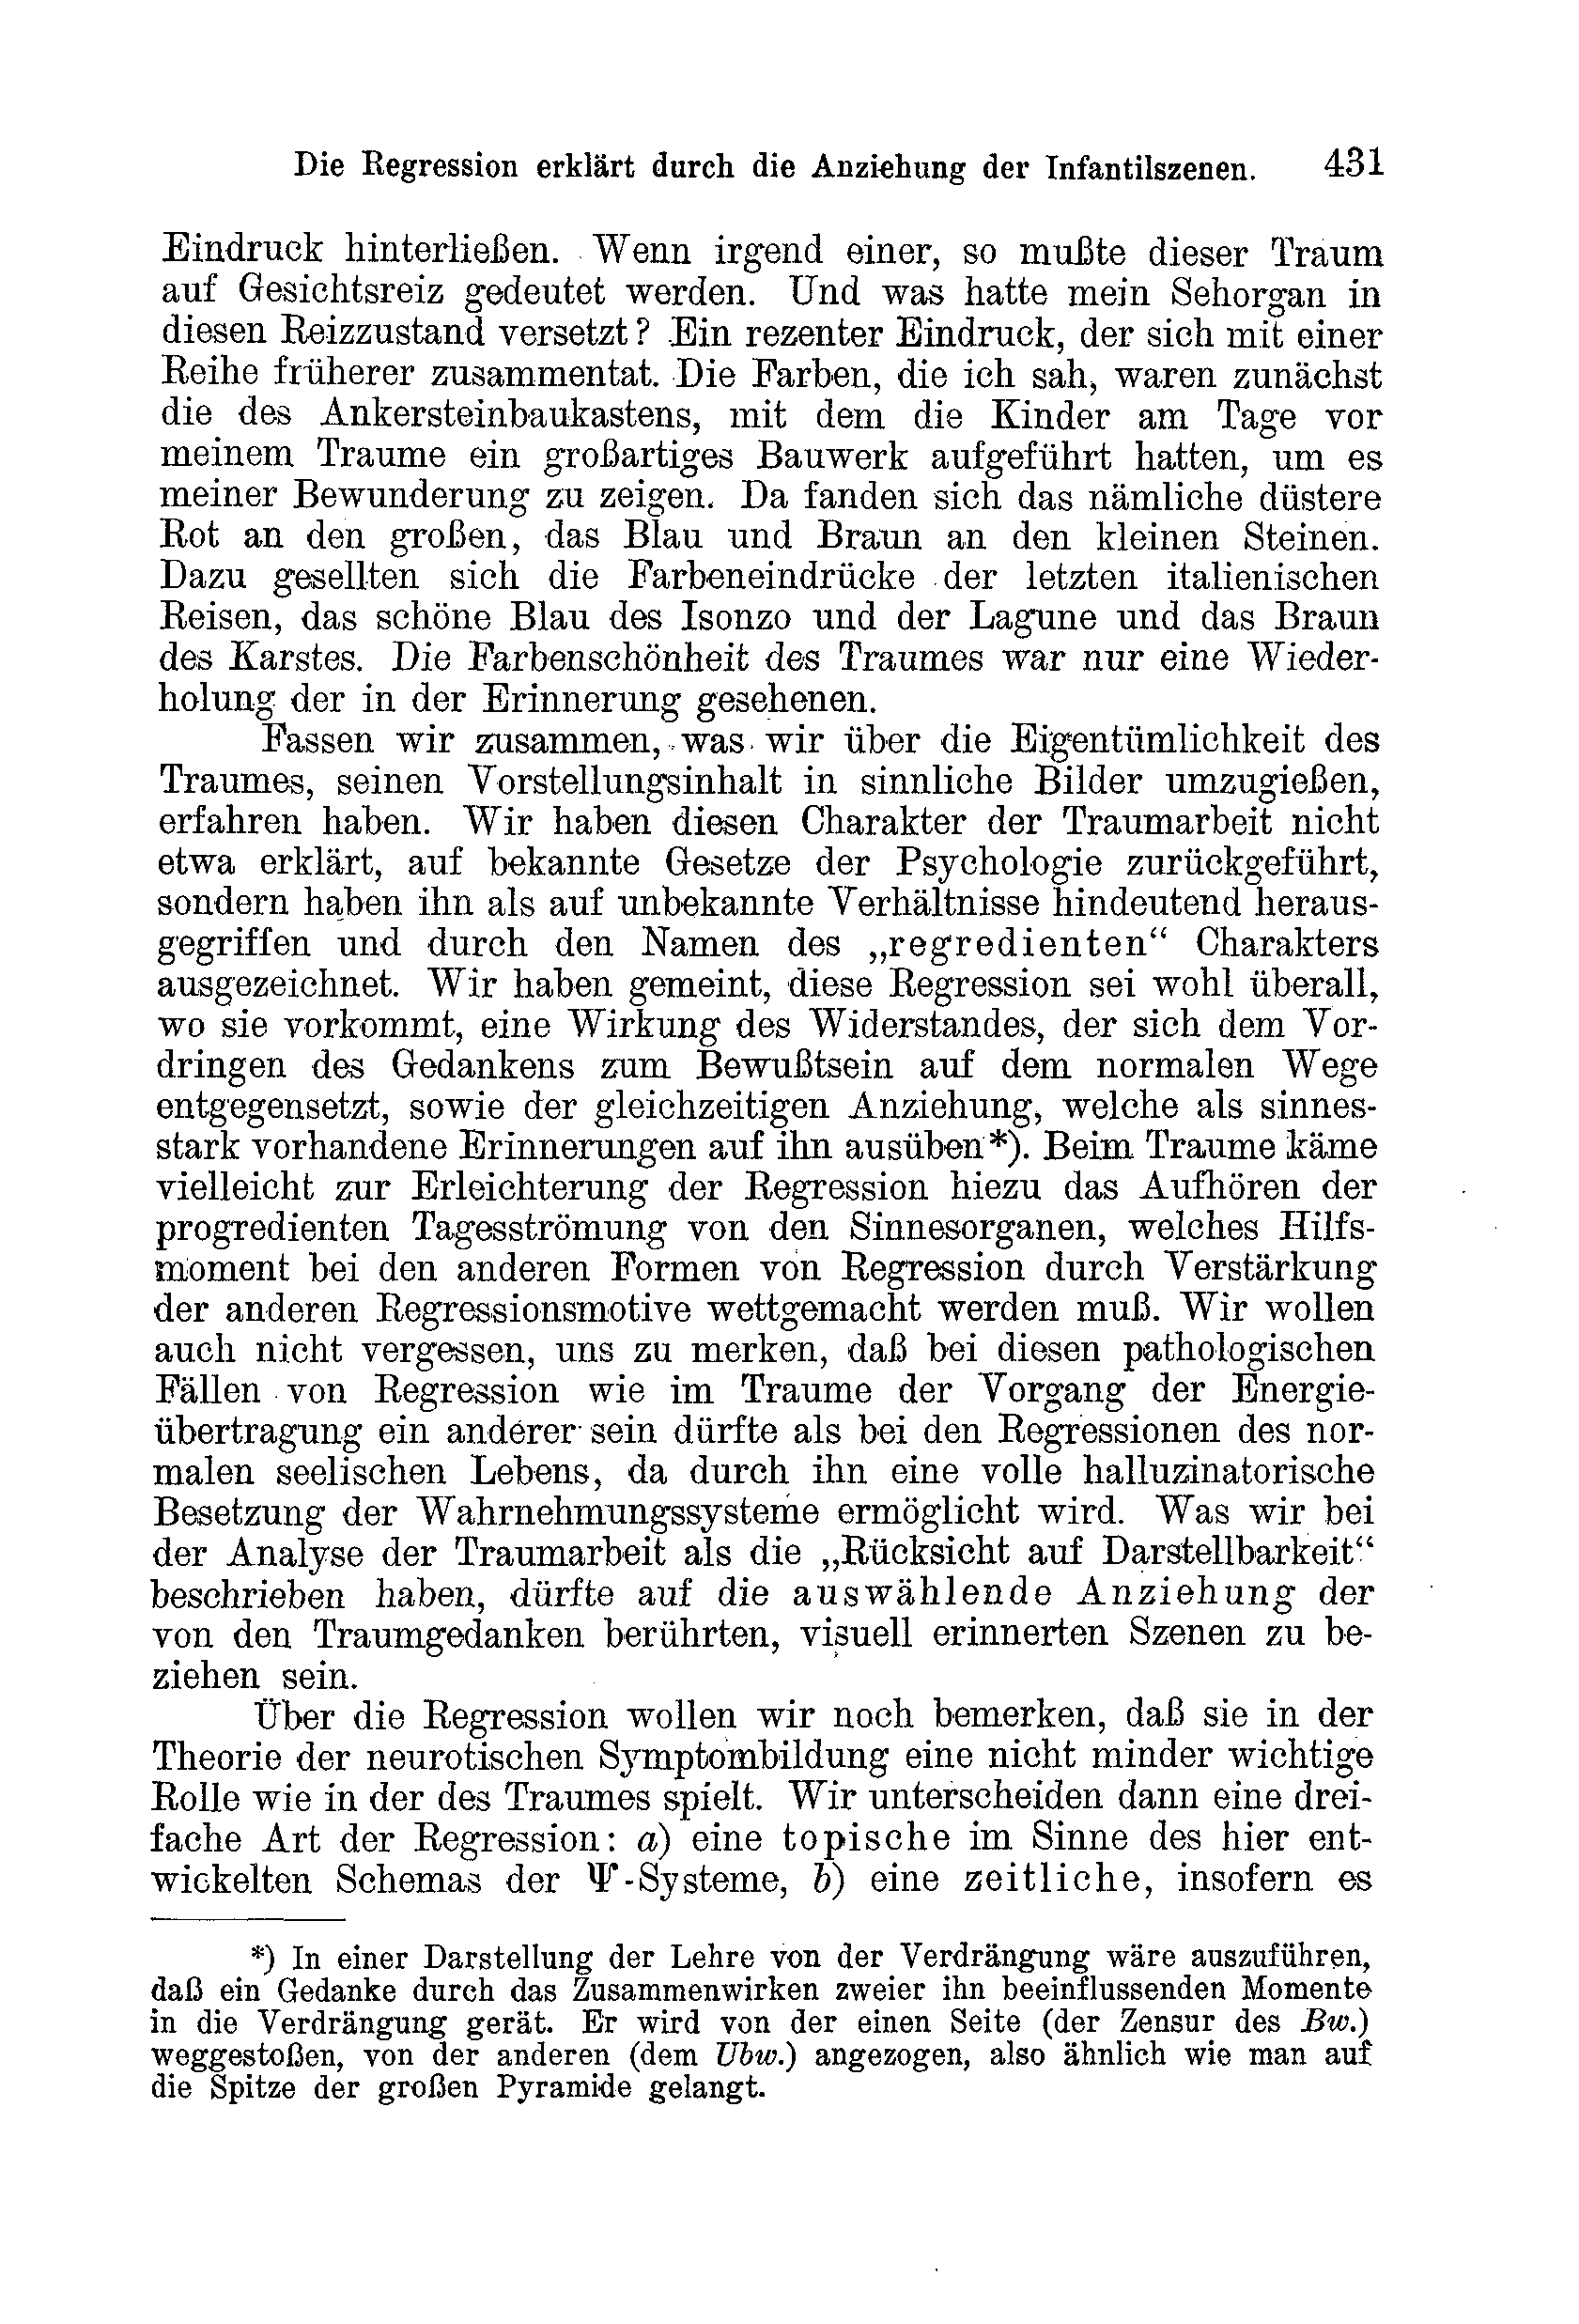 Die Regression erklärt durch die Anziehung der Infantilszenen. 431
Eindruck hinterließen. Wenn irgend einer, so mußte dieser Traum
auf Gesichtsreiz gedeutet werden. Und was hatte mein Sehorgan in
diesen Reizzustand versetzt? Ein rezenter Eindruck, der sich mit einer
Reihe früherer zusammentat. Die Farben, die ich sah, waren zunächst
die des Ankersteinbaukastens, mit dem die Kinder am Tage vor
meinem Traume ein großartiges Bauwerk aufgeführt hatten, um es
meiner Bewunderung zu zeigen. Da fanden sich das nämliche düstere
Rot an den großen, das Blau und Braun an den kleinen Steinen.
Dazu gesellten sich die Farbeneindrücke der letzten italienischen
Reisen, das schöne Blau des Isonzo und der Lagune und das Braun
des Karstes. Die Farbenschönheit des Traumes war nur eine Wieder-
holung der in der Erinnerung gesehenen.
Fassen wir zusammen, was wir über die Eigentümlichkeit des
Traumes, seinen Vorstellungsinhalt in sinnliche Bilder umzugießen,
erfahren haben. Wir haben diesen Charakter der Traumarbeit nicht
etwa erklärt, auf bekannte Gesetze der Psychologie zurückgeführt,
sondern haben ihn als auf unbekannte Verhältnisse hindeutend heraus-
gegriffen und durch den Namen des „regredienten“ Charakters
ausgezeichnet. Wir haben gemeint, diese Regression sei wohl überall,
wo sie vorkommt, eine Wirkung des Widerstandes, der sich dem Vor-
dringen des Gedankens zum Bewußtsein auf dem normalen Wege
entgegensetzt, sowie der gleichzeitigen Anziehung, welche als sinnes-
stark vorhandene Erinnerungen auf ihn ausüben*). Beim Traume käme
vielleicht zur Erleichterung der Regression hiezu das Aufhören der
progredienten Tagesströmung von den Sinnesorganen, welches Hilfs-
moment bei den anderen Formen von Regression durch Verstärkung
der anderen Regressionsmotive wettgemacht werden muß. Wir wollen
auch nicht vergessen, uns zu merken, daß bei diesen pathologischen
Fällen von Regression wie im Traume der Vorgang der Energie-
übertragung ein anderer sein dürfte als bei den Regressionen des nor-
malen seelischen Lebens, da durch ihn eine volle halluzinatorische
Besetzung der Wahrnehmungssysteme ermöglicht wird. Was wir bei
der Analyse der Traumarbeit als die „Rücksicht auf Darstellbarkeit“
beschrieben haben, dürfte auf die auswählende Anziehung der
von den Traumgedanken berührten, visuell erinnerten Szenen zu be-
ziehen sein.
Über die Regression wollen wir noch bemerken, daß sie in der
Theorie der neurotischen Symptombildung eine nicht minder wichtige
Rolle wie in der des Traumes spielt. Wir unterscheiden dann eine drei-
fache Art der Regression: a) eine topische im Sinne des hier ent-
wickelten Schemas der Ψ-Systeme, b) eine zeitliche, insofern es
*) In einer Darstellung der Lehre von der Verdrängung wäre auszuführen,
daß ein Gedanke durch das Zusammenwirken zweier ihn beeinflussenden Momente
in die Verdrängung gerät. Er wird von der einen Seite (der Zensur des Bw.)
weggestoßen, von der anderen (dem Ubw.) angezogen, also ähnlich wie man auf
die Spitze der großen Pyramide gelangt.